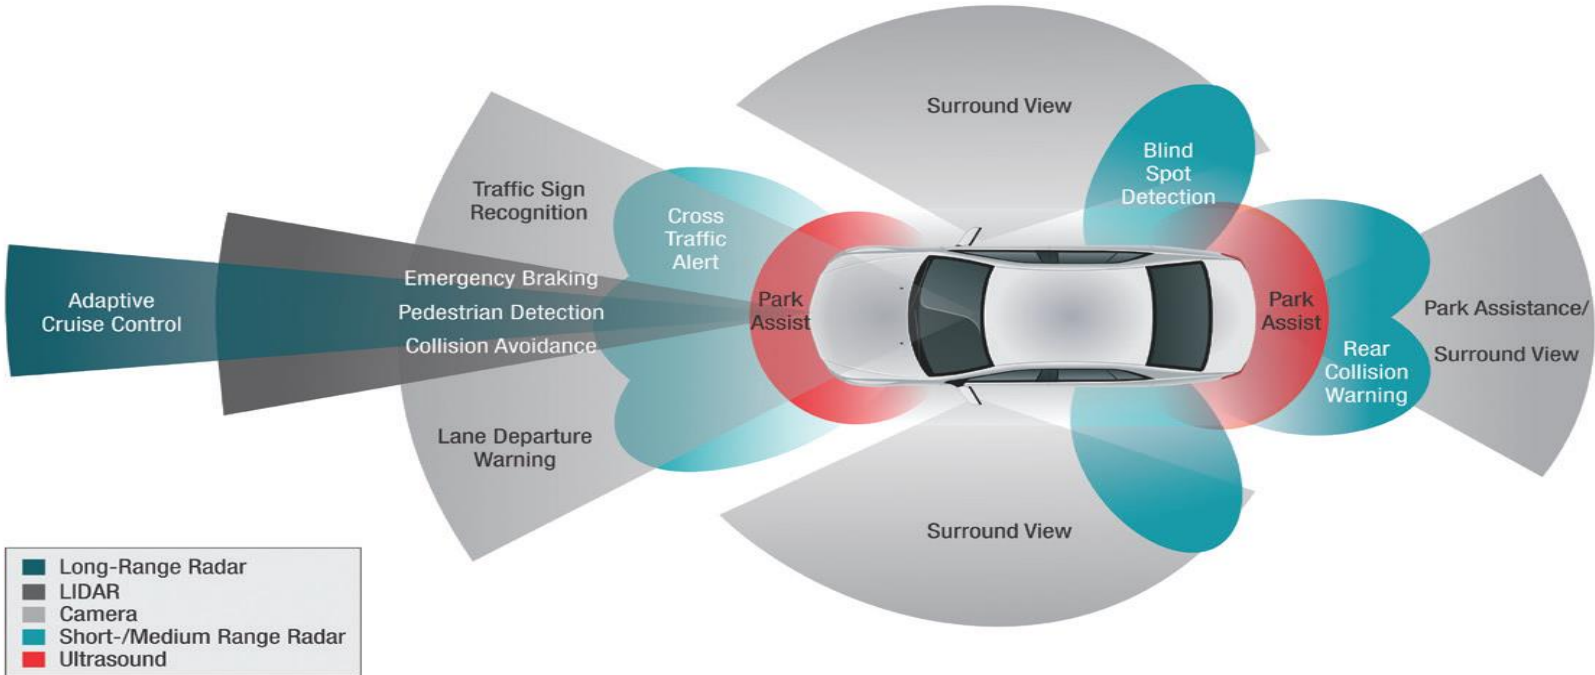 Surround View
Blind
Spot
Detection
Traffic Sign
Recognition
Cross
Traffic
Alert
Emergency Braking
Pedestrian Detection
Collision Avoidance
Adaptive
Cruise Control
Park
Assist
Park
Assist
Park Assistance/
Surround View
Rear
Collision
Warning
Lane Departure
Warning
Surround View
Long-Range Radar
LIDAR
Camera
Short-/Medium Range Radar
Ultrasound